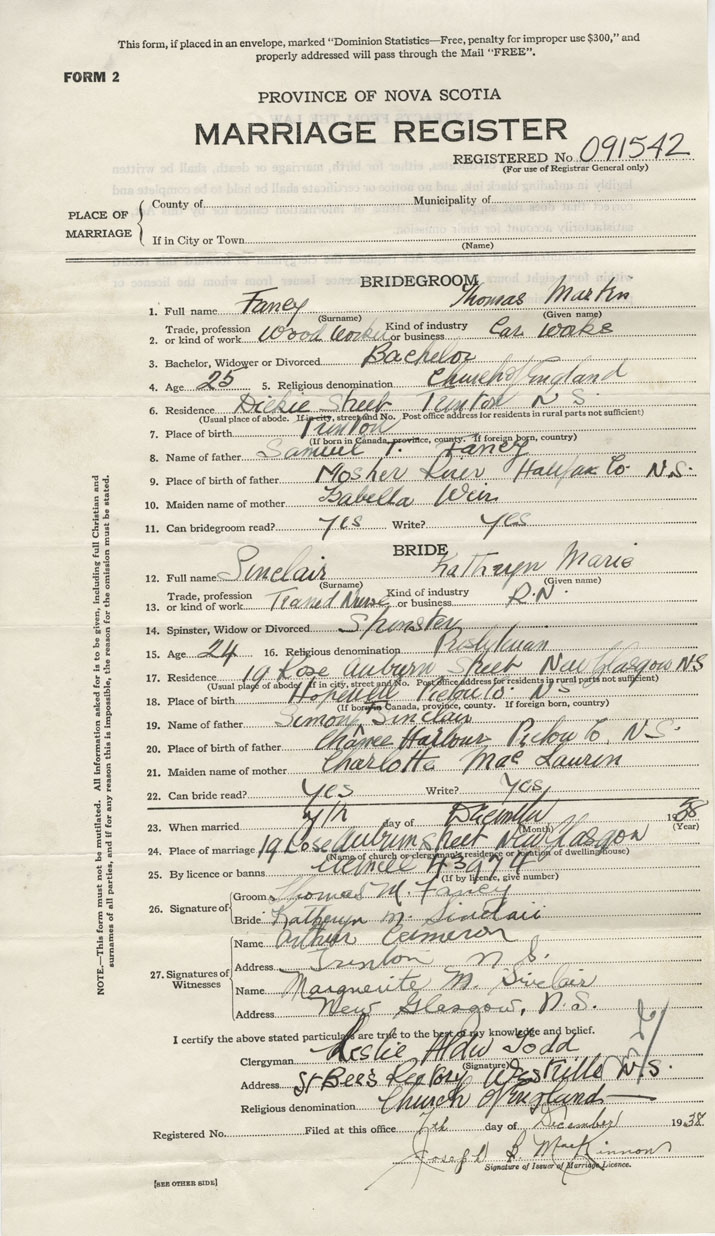 This form, if placed in an envelope, marked "Dominion Statistics—Free, penalty for improper use $300," and
properly addressed will pass through the Mail "FREE".
FORM 2
PROVINCE OF NOVA SCOTIA
MARRIAGE REGISTER
REGISTERED No. 091542
(For use of Registrar General only)
PLACE OF MARRIAGE
County of Municipality of
If in City or Town
(Name)
BRIDEGROOM
1. Full name Faney Thomas Martin
(Surname) (Given name)
2. Trade, profession or kind of work Wood Worker Kind of industry or business Car Works
3. Bachelor, Widower or Divorced Bachelor
4. Age 25 5. Religious denomination Church of England
6. Residence Dickie Street Trenton N S.
(Usual place of abode. If in city, street and No. Post office address for residents in rural parts not sufficient)
7. Place of birth Trenton
(If born in Canada, province, county. If foreign born, country)
8. Name of father Samuel T. Faney
9. Place of birth of father Mosher River Halifax Co N.S.
10. Maiden name of mother Isabella Weir
11. Can bridegroom read? yes Write? yes
BRIDE
12. Full name Sinclair Kathryn Marie
(Surname) (Given name)
13. Trade, profession or kind of work Trained Nurse Kind of industry or business R.N.
14. Spinster, Widow or Divorced Spinster
15. Age 24 16. Religious denomination
17. Residence 19 Rose Auburn Street New Glasgow NS
(Usual place of abode. If in city, street and No. Post office address for residents in rural parts not sufficient)
18. Place of birth Hopewell Pictou Co. NS
(If born in Canada, province, county. If foreign born, country)
19. Name of father Simon Sinclair
20. Place of birth of father Chance Harbour Pictou Co. N.S.
21. Maiden name of mother Charlotte Mac Lauren
22. Can bride read? Yes Write? Yes
23. When married 7th day of December 1938
(Month) (Year)
24. Place of marriage 19 Rose Auburn Street New Glasgow
(Name of church or clergyman's residence or location of dwelling house)
25. By licence or banns 43974
(If by licence, give number)
26. Signature of
Groom Thomas M. Faney
Bride Katheryn M. Sinclair
27. Signatures of Witnesses
Name Arthur Cameron
Address Trenton N.S.
Name Marguerite M. Sinclair
Address New Glasgow, N.S.
I certify the above stated particulars are true to the best of my knowledge and belief.
Clergyman Leslie Todd
(Signature)
Address St Bee's Rectory Westville N.S.
Religious denomination Church of England
Registered No. Filed at this office 7th day of December 1938.
Joseph MacKinnon
Signature of Issuer of Marriage Licence.
[SEE OTHER SIDE]
NOTE.—This form must not be mutilated. All information asked for is to be given, including full Christian and
surnames of all parties, and if for any reason this is impossible, the reason for the omission must be stated.